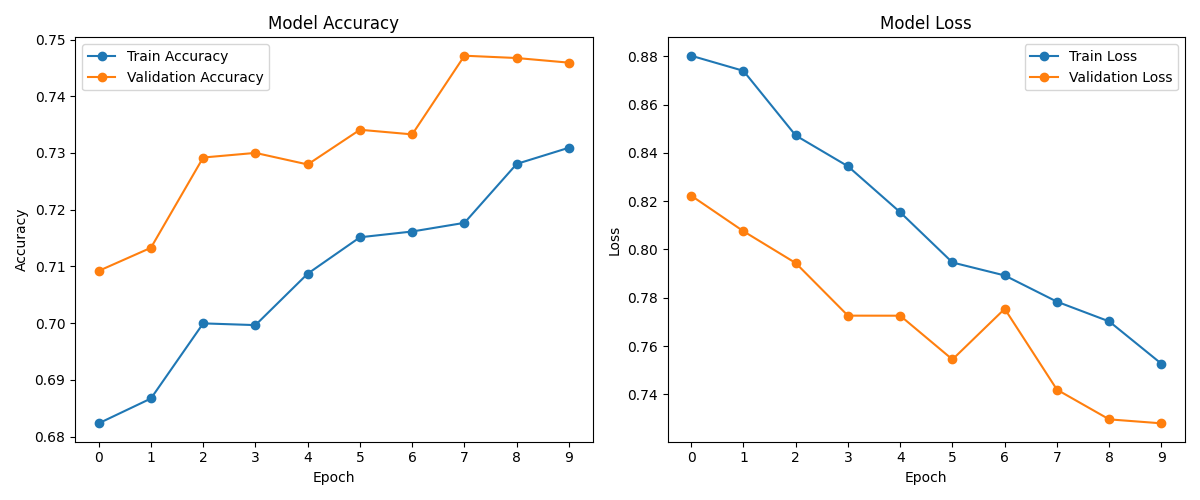 Model Accuracy
0.75
0.74
0.73
0.72
0.71
0.70
0.69
0.68
Accuracy
Train Accuracy
Validation Accuracy
0 1 2 3 4 5 6 7 8 9
Epoch
Model Loss
0.88
0.86
0.84
0.82
0.80
0.78
0.76
0.74
Loss
Train Loss
Validation Loss
0 1 2 3 4 5 6 7 8 9
Epoch